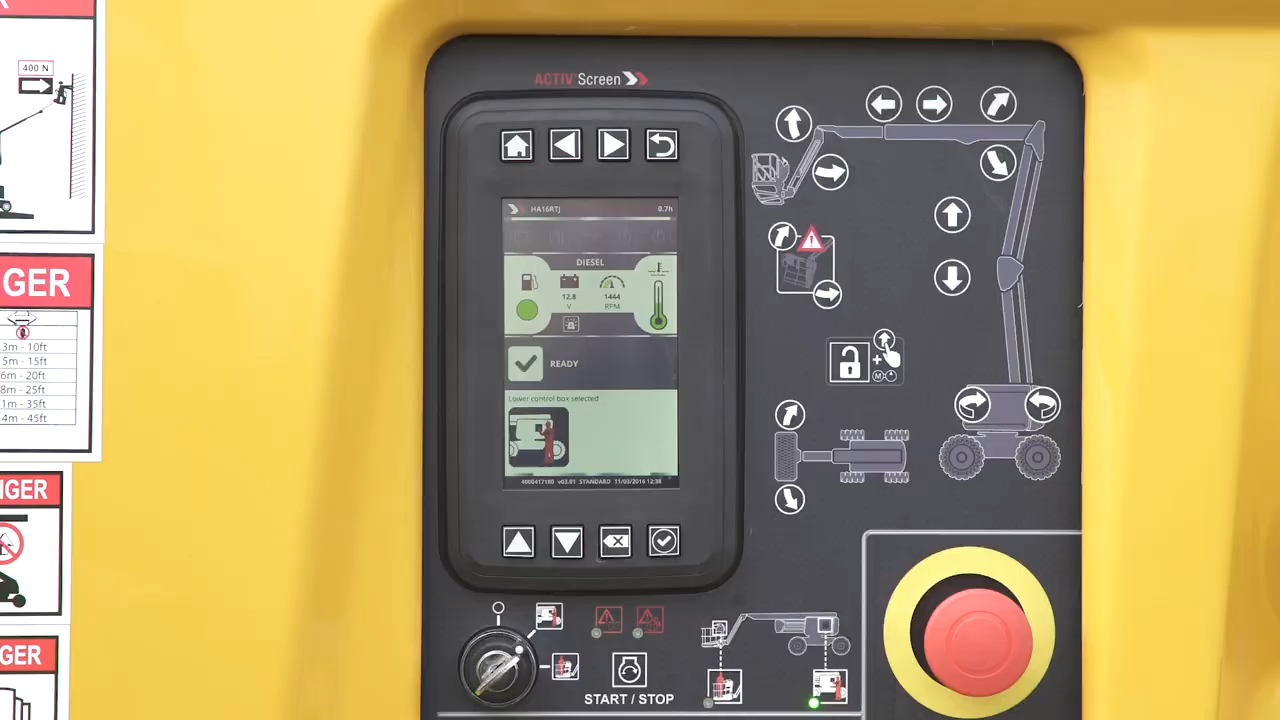 400 N
GER
3m - 10ft
5m - 15ft
6m - 20ft
8m - 25ft
1m - 35ft
4m - 45ft
NGER
GER
ACTIV'Screen
HA16RTJ 0.7h
DIESEL
12.8 1444
V RPM
READY
Lower control box selected
4000417180 v03.01 STANDARD 11/03/2016 12:38
M
START / STOP